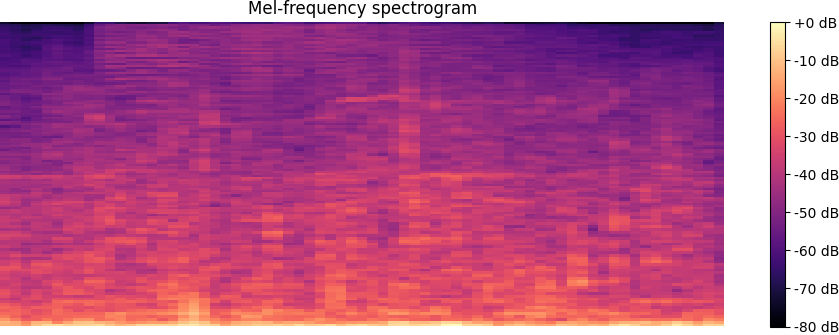 Mel-frequency spectrogram
+0 dB
-10 dB
-20 dB
-30 dB
-40 dB
-50 dB
-60 dB
-70 dB
-80 dB